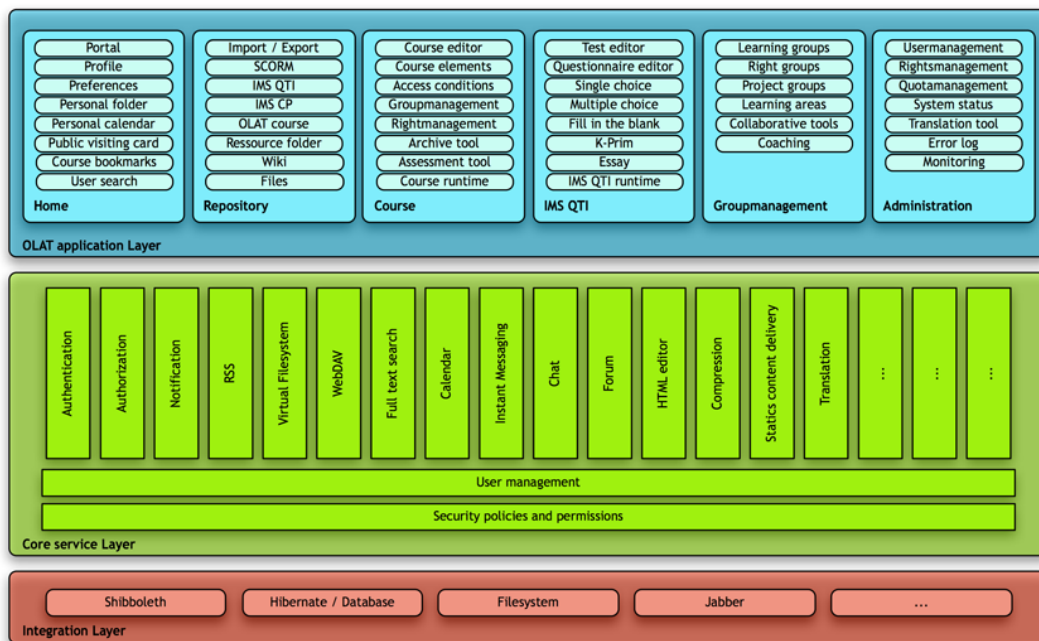 Portal
Profile
Preferences
Personal folder
Personal calendar
Public visiting card
Course bookmarks
User search
Home
Import / Export
SCORM
IMS QTI
IMS CP
OLAT course
Ressource folder
Wiki
Files
Repository
Course editor
Course elements
Access conditions
Groupmanagement
Rightmanagement
Archive tool
Assessment tool
Course runtime
Course
Test editor
Questionnaire editor
Single choice
Multiple choice
Fill in the blank
K-Prim
Essay
IMS QTI runtime
IMS QTI
Learning groups
Right groups
Project groups
Learning areas
Collaborative tools
Coaching
Groupmanagement
Usermanagement
Rightsmanagement
Quotamanagement
System status
Translation tool
Error log
Monitoring
Administration
OLAT application Layer
Authentication
Authorization
Notification
RSS
Virtual Filesystem
WebDAV
Full text search
Calendar
Instant Messaging
Chat
Forum
HTML editor
Compression
Statics content delivery
Translation
...
...
...
User management
Security policies and permissions
Core service Layer
Shibboleth
Hibernate / Database
Filesystem
Jabber
...
Integration Layer